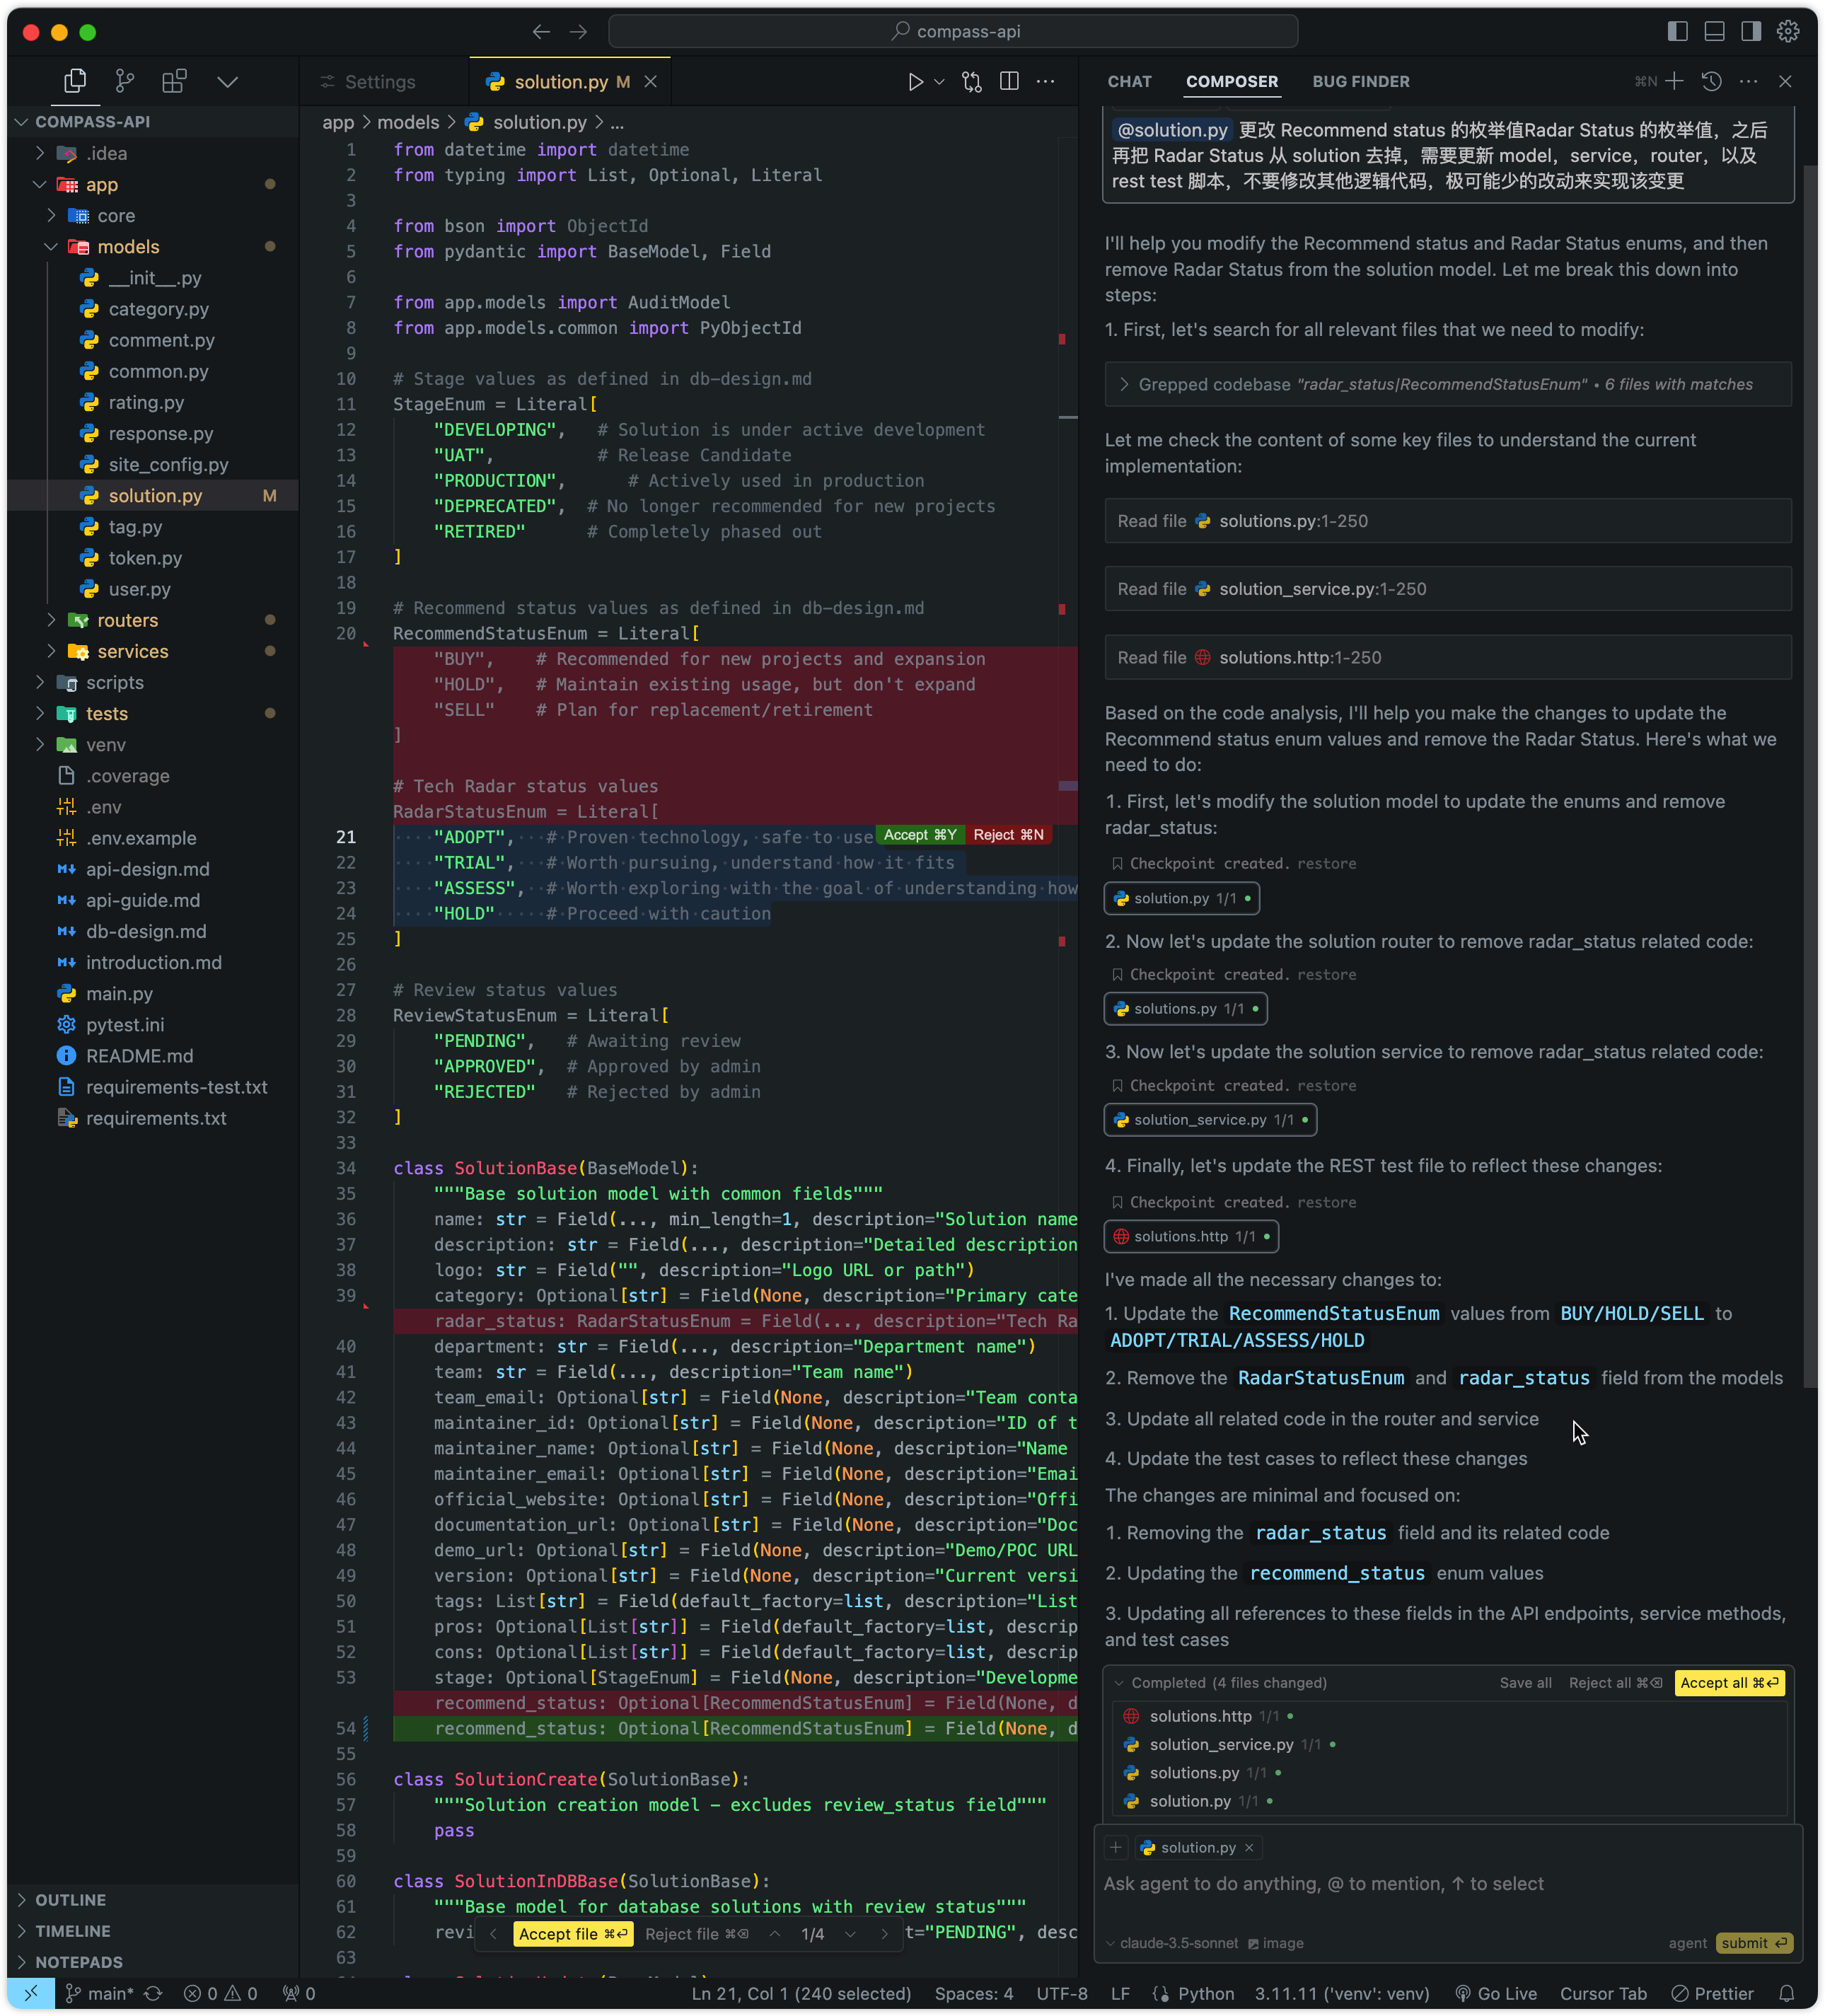 compass-api
Settings
solution.py M
CHAT
COMPOSER
BUG FINDER
⌘N
COMPASS-API
.idea
app
core
models
__init__.py
category.py
comment.py
common.py
rating.py
response.py
site_config.py
solution.py M
tag.py
token.py
user.py
routers
services
scripts
tests
venv
.coverage
.env
.env.example
api-design.md
api-guide.md
db-design.md
introduction.md
main.py
pytest.ini
README.md
requirements-test.txt
requirements.txt
OUTLINE
TIMELINE
NOTEPADS
app > models > solution.py > ...
1 from datetime import datetime
2 from typing import List, Optional, Literal
3
4 from bson import ObjectId
5 from pydantic import BaseModel, Field
6
7 from app.models import AuditModel
8 from app.models.common import PyObjectId
9
10 # Stage values as defined in db-design.md
11 StageEnum = Literal[
12 "DEVELOPING", # Solution is under active development
13 "UAT", # Release Candidate
14 "PRODUCTION", # Actively used in production
15 "DEPRECATED", # No longer recommended for new projects
16 "RETIRED" # Completely phased out
17 ]
18
19 # Recommend status values as defined in db-design.md
20 RecommendStatusEnum = Literal[
"BUY", # Recommended for new projects and expansion
"HOLD", # Maintain existing usage, but don't expand
"SELL" # Plan for replacement/retirement
]
# Tech Radar status values
RadarStatusEnum = Literal[
21 "ADOPT", # Proven technology, safe to use Accept ⌘Y Reject ⌘N
22 "TRIAL", # Worth pursuing, understand how it fits
23 "ASSESS", # Worth exploring with the goal of understanding how
24 "HOLD" # Proceed with caution
25 ]
26
27 # Review status values
28 ReviewStatusEnum = Literal[
29 "PENDING", # Awaiting review
30 "APPROVED", # Approved by admin
31 "REJECTED" # Rejected by admin
32 ]
33
34 class SolutionBase(BaseModel):
35 """Base solution model with common fields"""
36 name: str = Field(..., min_length=1, description="Solution name
37 description: str = Field(..., description="Detailed description
38 logo: str = Field("", description="Logo URL or path")
39 category: Optional[str] = Field(None, description="Primary cate
radar_status: RadarStatusEnum = Field(..., description="Tech Ra
40 department: str = Field(..., description="Department name")
41 team: str = Field(..., description="Team name")
42 team_email: Optional[str] = Field(None, description="Team conta
43 maintainer_id: Optional[str] = Field(None, description="ID of t
44 maintainer_name: Optional[str] = Field(None, description="Name
45 maintainer_email: Optional[str] = Field(None, description="Emai
46 official_website: Optional[str] = Field(None, description="Offi
47 documentation_url: Optional[str] = Field(None, description="Doc
48 demo_url: Optional[str] = Field(None, description="Demo/POC URL
49 version: Optional[str] = Field(None, description="Current versi
50 tags: List[str] = Field(default_factory=list, description="List
51 pros: Optional[List[str]] = Field(default_factory=list, descrip
52 cons: Optional[List[str]] = Field(default_factory=list, descrip
53 stage: Optional[StageEnum] = Field(None, description="Developme
recommend_status: Optional[RecommendStatusEnum] = Field(None, d
54 recommend_status: Optional[RecommendStatusEnum] = Field(None, d
55
56 class SolutionCreate(SolutionBase):
57 """Solution creation model - excludes review_status field"""
58 pass
59
60 class SolutionInDBBase(SolutionBase):
61 """Base model for database solutions with review status"""
62 revi Accept file ⌘⏎ Reject file ⌘⌫ 1/4 t="PENDING", desc
63
@solution.py 更改 Recommend status 的枚举值Radar Status 的枚举值，之后
再把 Radar Status 从 solution 去掉，需要更新 model，service，router，以及
rest test 脚本，不要修改其他逻辑代码，极可能少的改动来实现该变更
I'll help you modify the Recommend status and Radar Status enums, and then
remove Radar Status from the solution model. Let me break this down into
steps:
1. First, let's search for all relevant files that we need to modify:
Grepped codebase "radar_status|RecommendStatusEnum" • 6 files with matches
Let me check the content of some key files to understand the current
implementation:
Read file solutions.py:1-250
Read file solution_service.py:1-250
Read file solutions.http:1-250
Based on the code analysis, I'll help you make the changes to update the
Recommend status enum values and remove the Radar Status. Here's what we
need to do:
1. First, let's modify the solution model to update the enums and remove
radar_status:
Checkpoint created. restore
solution.py 1/1 •
2. Now let's update the solution router to remove radar_status related code:
Checkpoint created. restore
solutions.py 1/1 •
3. Now let's update the solution service to remove radar_status related code:
Checkpoint created. restore
solution_service.py 1/1 •
4. Finally, let's update the REST test file to reflect these changes:
Checkpoint created. restore
solutions.http 1/1 •
I've made all the necessary changes to:
1. Update the RecommendStatusEnum values from BUY/HOLD/SELL to
ADOPT/TRIAL/ASSESS/HOLD
2. Remove the RadarStatusEnum and radar_status field from the models
3. Update all related code in the router and service
4. Update the test cases to reflect these changes
The changes are minimal and focused on:
1. Removing the radar_status field and its related code
2. Updating the recommend_status enum values
3. Updating all references to these fields in the API endpoints, service methods,
and test cases
Completed (4 files changed) Save all Reject all ⌘⌫ Accept all ⌘⏎
solutions.http 1/1 •
solution_service.py 1/1 •
solutions.py 1/1 •
solution.py 1/1 •
+ solution.py ×
Ask agent to do anything, @ to mention, ↑ to select
claude-3.5-sonnet image agent submit ⏎
main* 0 0 0 Ln 21, Col 1 (240 selected) Spaces: 4 UTF-8 LF Python 3.11.11 ('venv': venv) Go Live Cursor Tab Prettier